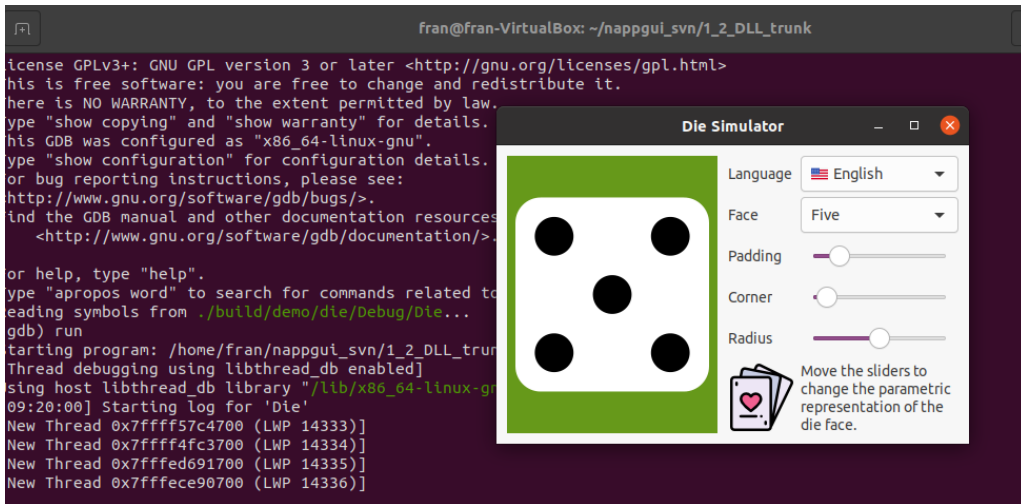 fran@fran-VirtualBox: ~/nappgui_svn/1_2_DLL_trunk
icense GPLv3+: GNU GPL version 3 or later <http://gnu.org/licenses/gpl.html>
his is free software: you are free to change and redistribute it.
here is NO WARRANTY, to the extent permitted by law.
ype "show copying" and "show warranty" for details.
his GDB was configured as "x86_64-linux-gnu".
ype "show configuration" for configuration details.
or bug reporting instructions, please see:
<http://www.gnu.org/software/gdb/bugs/>.
ind the GDB manual and other documentation resources
<http://www.gnu.org/software/gdb/documentation/>.
or help, type "help".
ype "apropos word" to search for commands related to
eading symbols from ./build/demo/die/Debug/Die...
gdb) run
tarting program: /home/fran/nappgui_svn/1_2_DLL_trun
Thread debugging using libthread_db enabled]
sing host libthread_db library "/lib/x86_64-linux-gn
09:20:00] Starting log for 'Die'
New Thread 0x7ffff57c4700 (LWP 14333)]
New Thread 0x7ffff4fc3700 (LWP 14334)]
New Thread 0x7fffed691700 (LWP 14335)]
New Thread 0x7fffece90700 (LWP 14336)]
Die Simulator
Language English
Face Five
Padding
Corner
Radius
Move the sliders to
change the parametric
representation of the
die face.